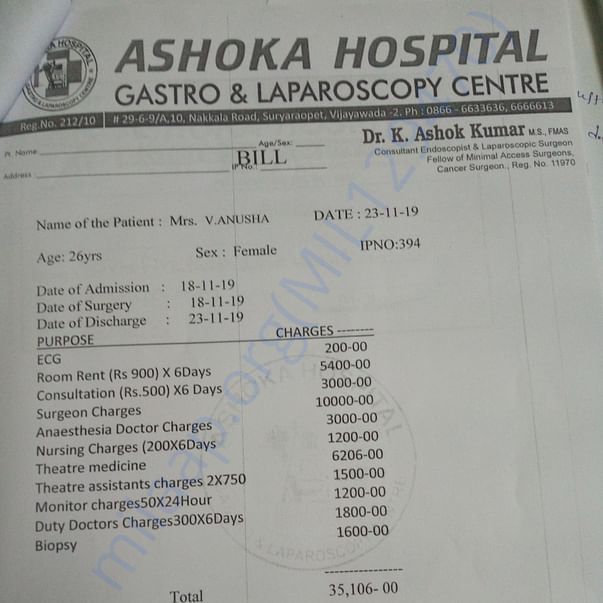 ASHOKA HOSPITAL
GASTRO & LAPAROSCOPY CENTRE
Reg.No. 212/10 # 29-6-9/A,10, Nakkala Road, Suryaraopet, Vijayawada -2. Ph : 0866 - 6633636, 6666613
Dr. K. Ashok Kumar M.S., FMAS
Consultant Endoscopist & Laparoscopic Surgeon
Fellow of Minimal Access Surgeons,
Cancer Surgeon., Reg. No. 11970
Pt. Name: Age/Sex:
BILL
Address IP No.:
Name of the Patient : Mrs. V.ANUSHA DATE : 23-11-19
Age: 26yrs Sex : Female IPNO:394
Date of Admission : 18-11-19
Date of Surgery : 18-11-19
Date of Discharge : 23-11-19
PURPOSE CHARGES --------
ECG 200-00
Room Rent (Rs 900) X 6Days 5400-00
Consultation (Rs.500) X6 Days 3000-00
Surgeon Charges 10000-00
Anaesthesia Doctor Charges 3000-00
Nursing Charges (200X6Days 1200-00
Theatre medicine 6206-00
Theatre assistants charges 2X750 1500-00
Monitor charges50X24Hour 1200-00
Duty Doctors Charges300X6Days 1800-00
Biopsy 1600-00
---------------
Total 35,106- 00